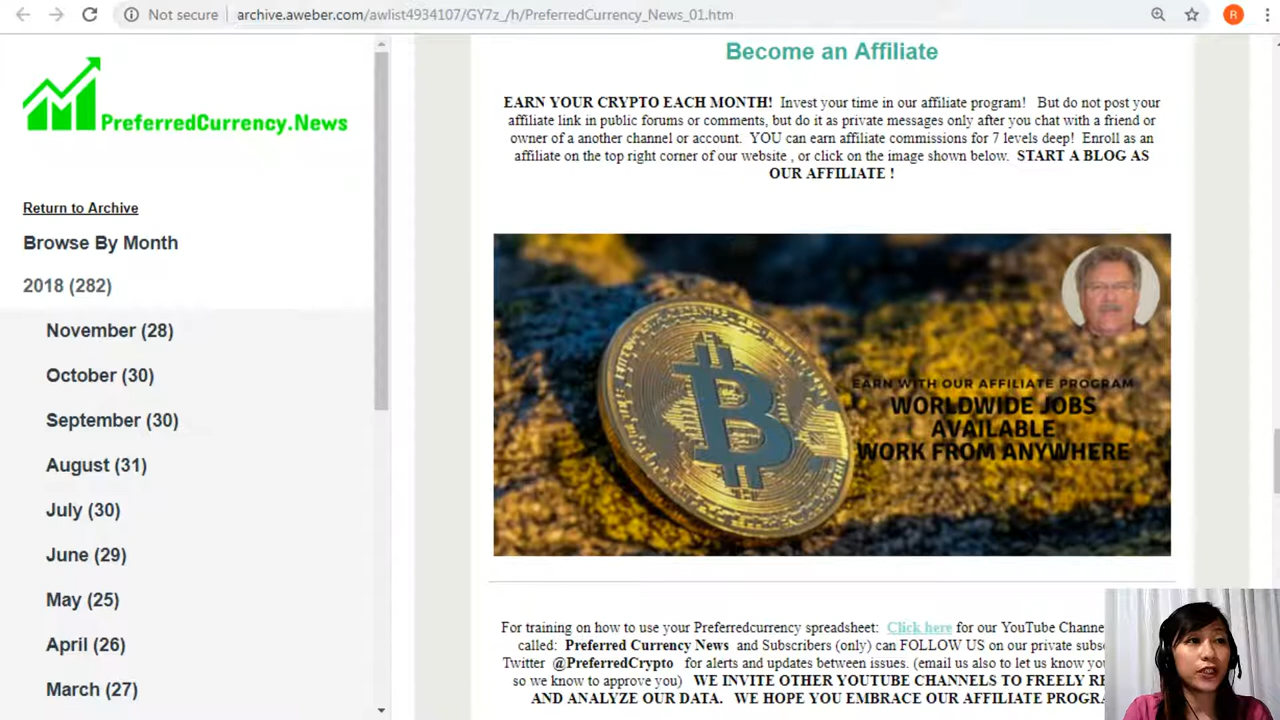 Not secure archive.aweber.com/awlist4934107/GY7z_/h/PreferredCurrency_News_01.htm R
PreferredCurrency.News
Return to Archive
Browse By Month
2018 (282)
November (28)
October (30)
September (30)
August (31)
July (30)
June (29)
May (25)
April (26)
March (27)
Become an Affiliate
EARN YOUR CRYPTO EACH MONTH! Invest your time in our affiliate program! But do not post your
affiliate link in public forums or comments, but do it as private messages only after you chat with a friend or
owner of a another channel or account. YOU can earn affiliate commissions for 7 levels deep! Enroll as an
affiliate on the top right corner of our website , or click on the image shown below. START A BLOG AS
OUR AFFILIATE !
EARN WITH OUR AFFILIATE PROGRAM
WORLDWIDE JOBS
AVAILABLE
WORK FROM ANYWHERE
For training on how to use your Preferredcurrency spreadsheet: Click here for our YouTube Channe
called: Preferred Currency News and Subscribers (only) can FOLLOW US on our private subsc
Twitter @PreferredCrypto for alerts and updates between issues. (email us also to let us know yo
so we know to approve you) WE INVITE OTHER YOUTUBE CHANNELS TO FREELY RE
AND ANALYZE OUR DATA. WE HOPE YOU EMBRACE OUR AFFILIATE PROGRA